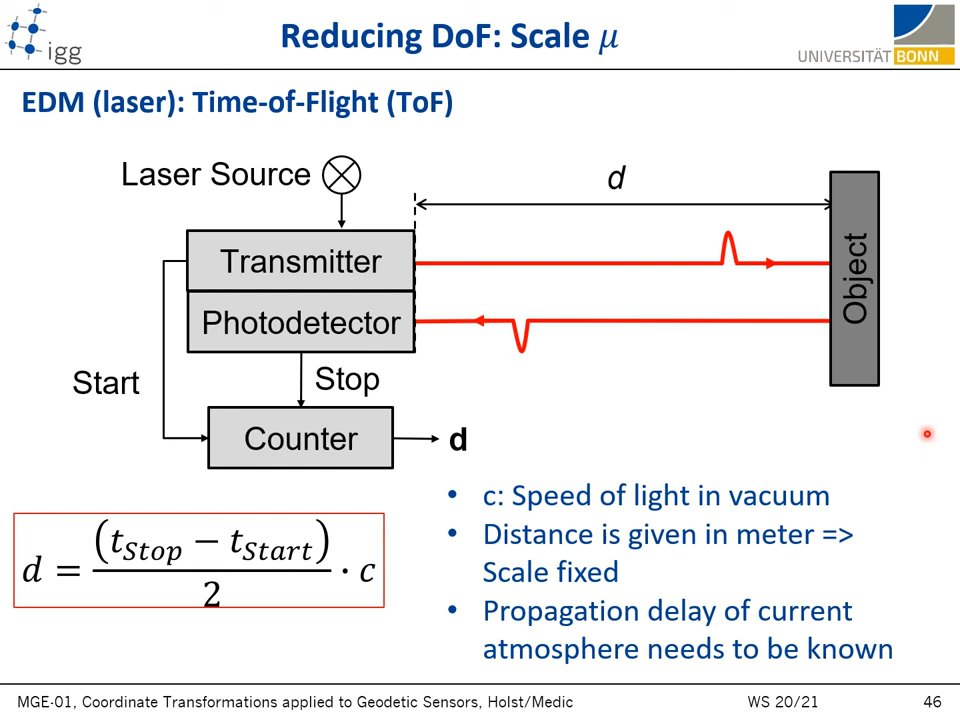 igg
Reducing DoF: Scale μ
UNIVERSITÄT BONN
EDM (laser): Time-of-Flight (ToF)
Laser Source
d
Transmitter
Object
Photodetector
Start
Stop
Counter
d
d = (t_Stop − t_Start) / 2 · c
• c: Speed of light in vacuum
• Distance is given in meter =>
Scale fixed
• Propagation delay of current
atmosphere needs to be known
MGE-01, Coordinate Transformations applied to Geodetic Sensors, Holst/Medic WS 20/21 46